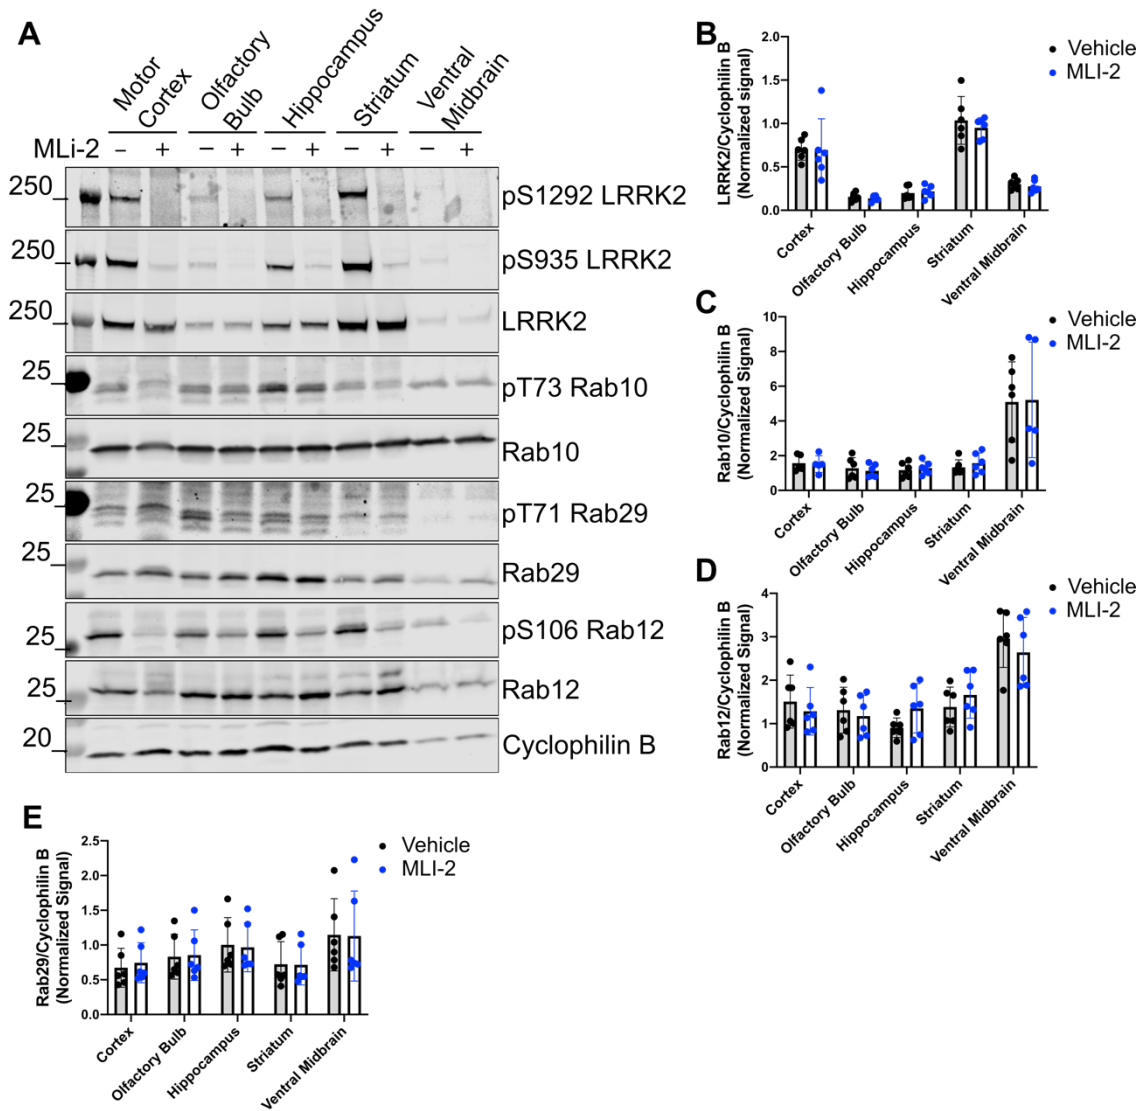 A
Motor
Cortex
Olfactory
Bulb
Hippocampus
Striatum
Ventral
Midbrain
MLi-2 – + – + – + – + – +
250 pS1292 LRRK2
250 pS935 LRRK2
250 LRRK2
25 pT73 Rab10
25 Rab10
25 pT71 Rab29
25 Rab29
25 pS106 Rab12
25 Rab12
20 Cyclophilin B
B
LRRK2/Cyclophilin B
(Normalized signal)
2.0
1.5
1.0
0.5
0.0
Cortex
Olfactory Bulb
Hippocampus
Striatum
Ventral Midbrain
Vehicle
MLI-2
C
Rab10/Cyclophilin B
(Normalized Signal)
10
8
6
4
2
0
Cortex
Olfactory Bulb
Hippocampus
Striatum
Ventral Midbrain
Vehicle
MLI-2
D
Rab12/Cyclophilin B
(Normalized Signal)
4
3
2
1
0
Cortex
Olfactory Bulb
Hippocampus
Striatum
Ventral Midbrain
Vehicle
MLI-2
E
Rab29/Cyclophilin B
(Normalized Signal)
2.5
2.0
1.5
1.0
0.5
0.0
Cortex
Olfactory Bulb
Hippocampus
Striatum
Ventral Midbrain
Vehicle
MLI-2